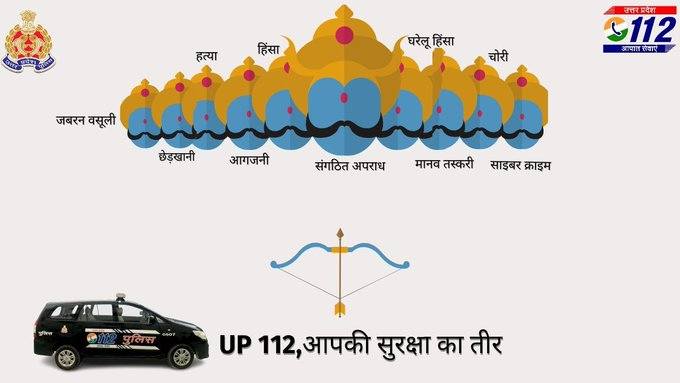 उत्तर प्रदेश
112
आपात सेवाएं
घरेलू हिंसा
हिंसा
हत्या
चोरी
जबरन वसूली
छेड़खानी
आगजनी
संगठित अपराध
मानव तस्करी
साइबर क्राइम
पुलिस
112 पुलिस
0607
UP 112,आपकी सुरक्षा का तीर